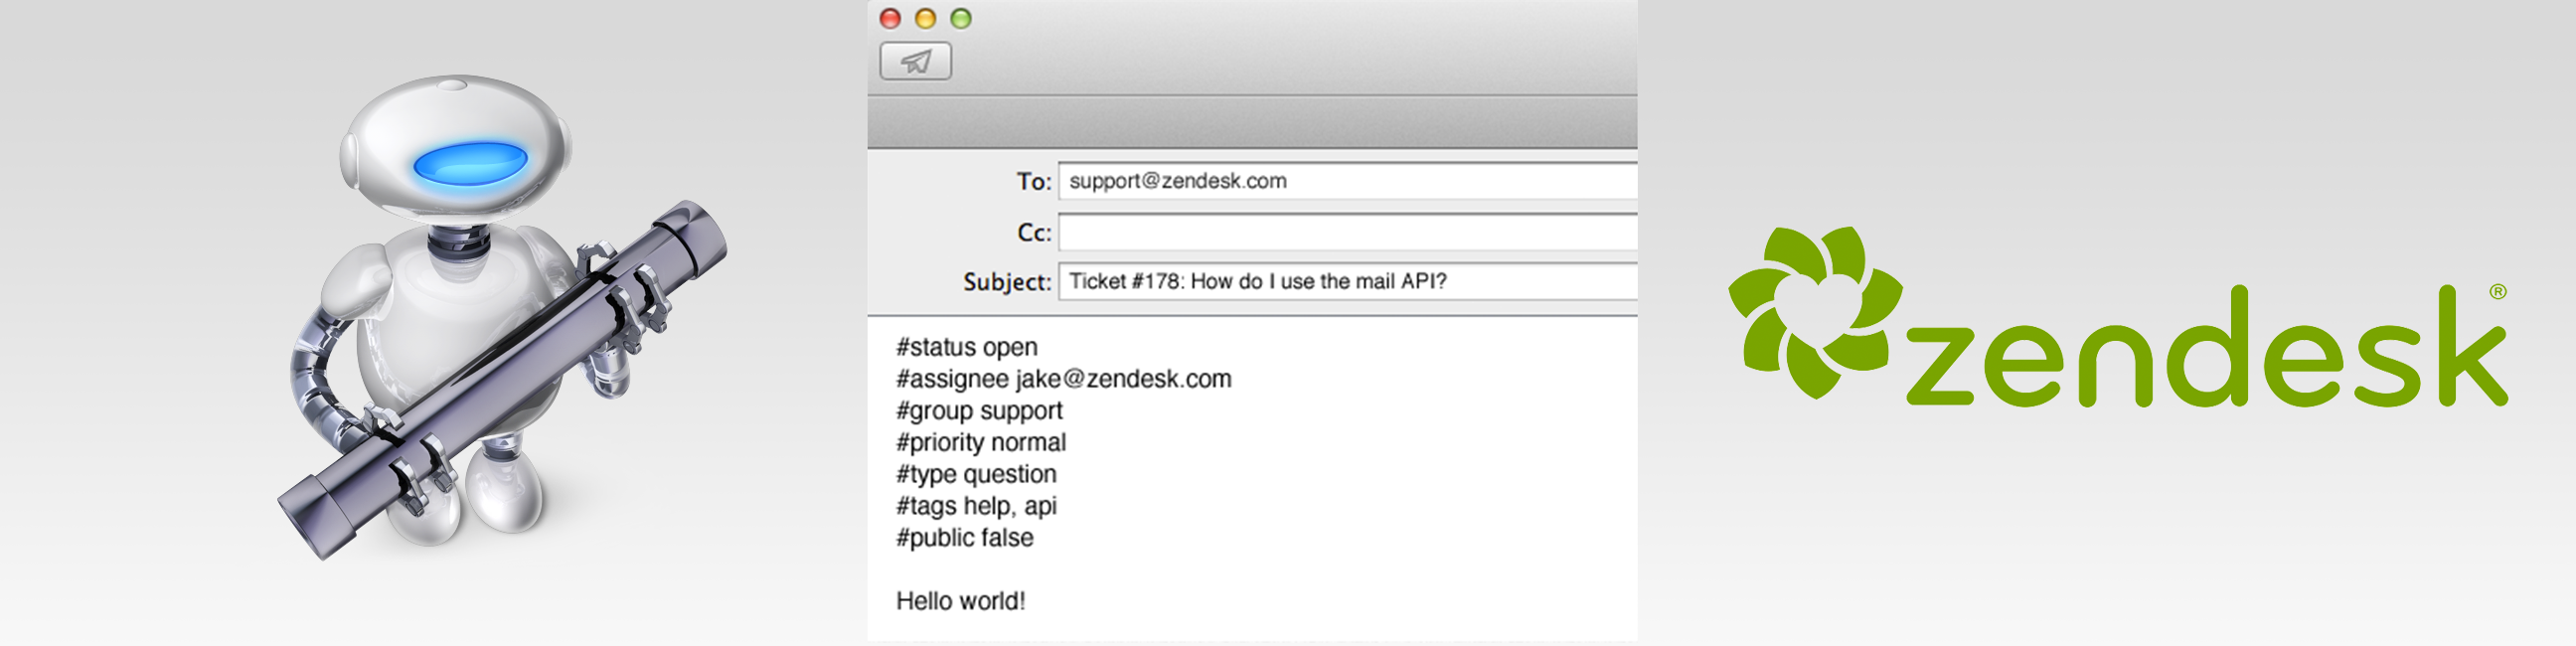 To: support@zendesk.com
Cc:
Subject: Ticket #178: How do I use the mail API?
#status open
#assignee jake@zendesk.com
#group support
#priority normal
#type question
#tags help, api
#public false
Hello world!
zendesk®